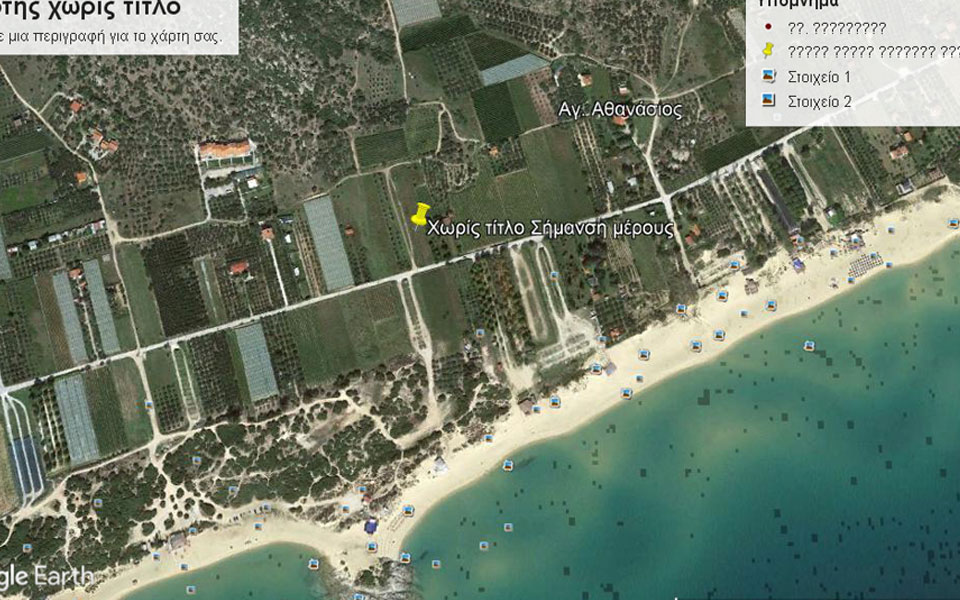 χωρίς τίτλο
ε μια περιγραφή για το χάρτη σας.
Υπόμνημα
??. ?????????
????? ????? ??????? ???
Στοιχείο 1
Στοιχείο 2
Αγ. Αθανάσιος
Χωρίς τίτλο Σήμανση μέρους
gle Earth